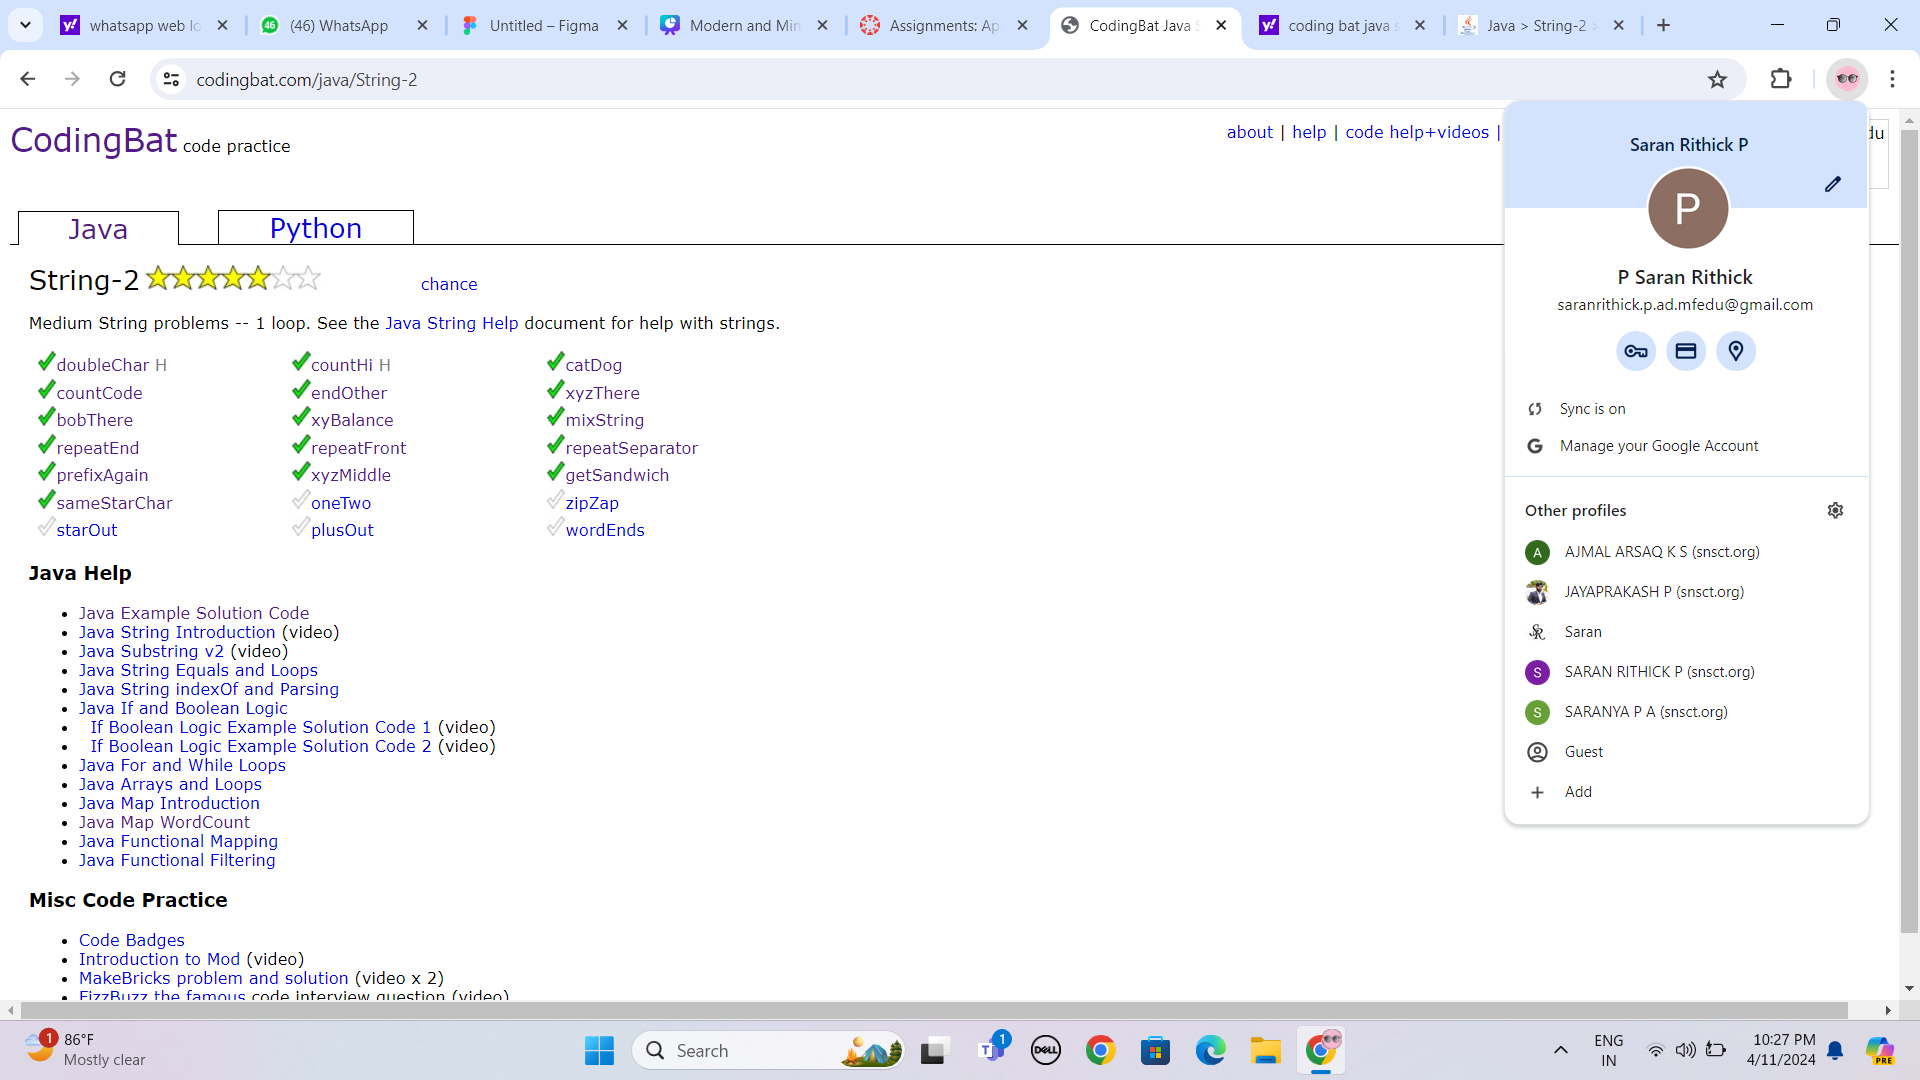 whatsapp web lo
(46) WhatsApp
Untitled – Figma
Modern and Min
Assignments: Ap
CodingBat Java S
coding bat java s
Java > String-2 >
codingbat.com/java/String-2
CodingBat code practice
about | help | code help+videos |
du
Java
Python
String-2
chance
Medium String problems -- 1 loop. See the Java String Help document for help with strings.
doubleChar H
countHi H
catDog
countCode
endOther
xyzThere
bobThere
xyBalance
mixString
repeatEnd
repeatFront
repeatSeparator
prefixAgain
xyzMiddle
getSandwich
sameStarChar
oneTwo
zipZap
starOut
plusOut
wordEnds
Java Help
Java Example Solution Code
Java String Introduction (video)
Java Substring v2 (video)
Java String Equals and Loops
Java String indexOf and Parsing
Java If and Boolean Logic
If Boolean Logic Example Solution Code 1 (video)
If Boolean Logic Example Solution Code 2 (video)
Java For and While Loops
Java Arrays and Loops
Java Map Introduction
Java Map WordCount
Java Functional Mapping
Java Functional Filtering
Misc Code Practice
Code Badges
Introduction to Mod (video)
MakeBricks problem and solution (video x 2)
FizzBuzz the famous code interview question (video)
Saran Rithick P
P
P Saran Rithick
saranrithick.p.ad.mfedu@gmail.com
Sync is on
G Manage your Google Account
Other profiles
A AJMAL ARSAQ K S (snsct.org)
JAYAPRAKASH P (snsct.org)
SR Saran
S SARAN RITHICK P (snsct.org)
S SARANYA P A (snsct.org)
Guest
+ Add
1
86°F
Mostly clear
Search
T 1
DELL
ENG
IN
10:27 PM
4/11/2024
PRE